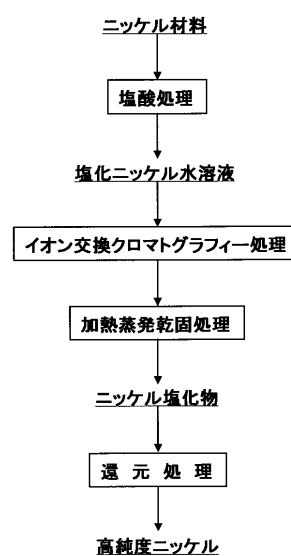 ニッケル材料
塩酸処理
塩化ニッケル水溶液
イオン交換クロマトグラフィー処理
加熱蒸発乾固処理
ニッケル塩化物
還 元 処 理
高純度ニッケル